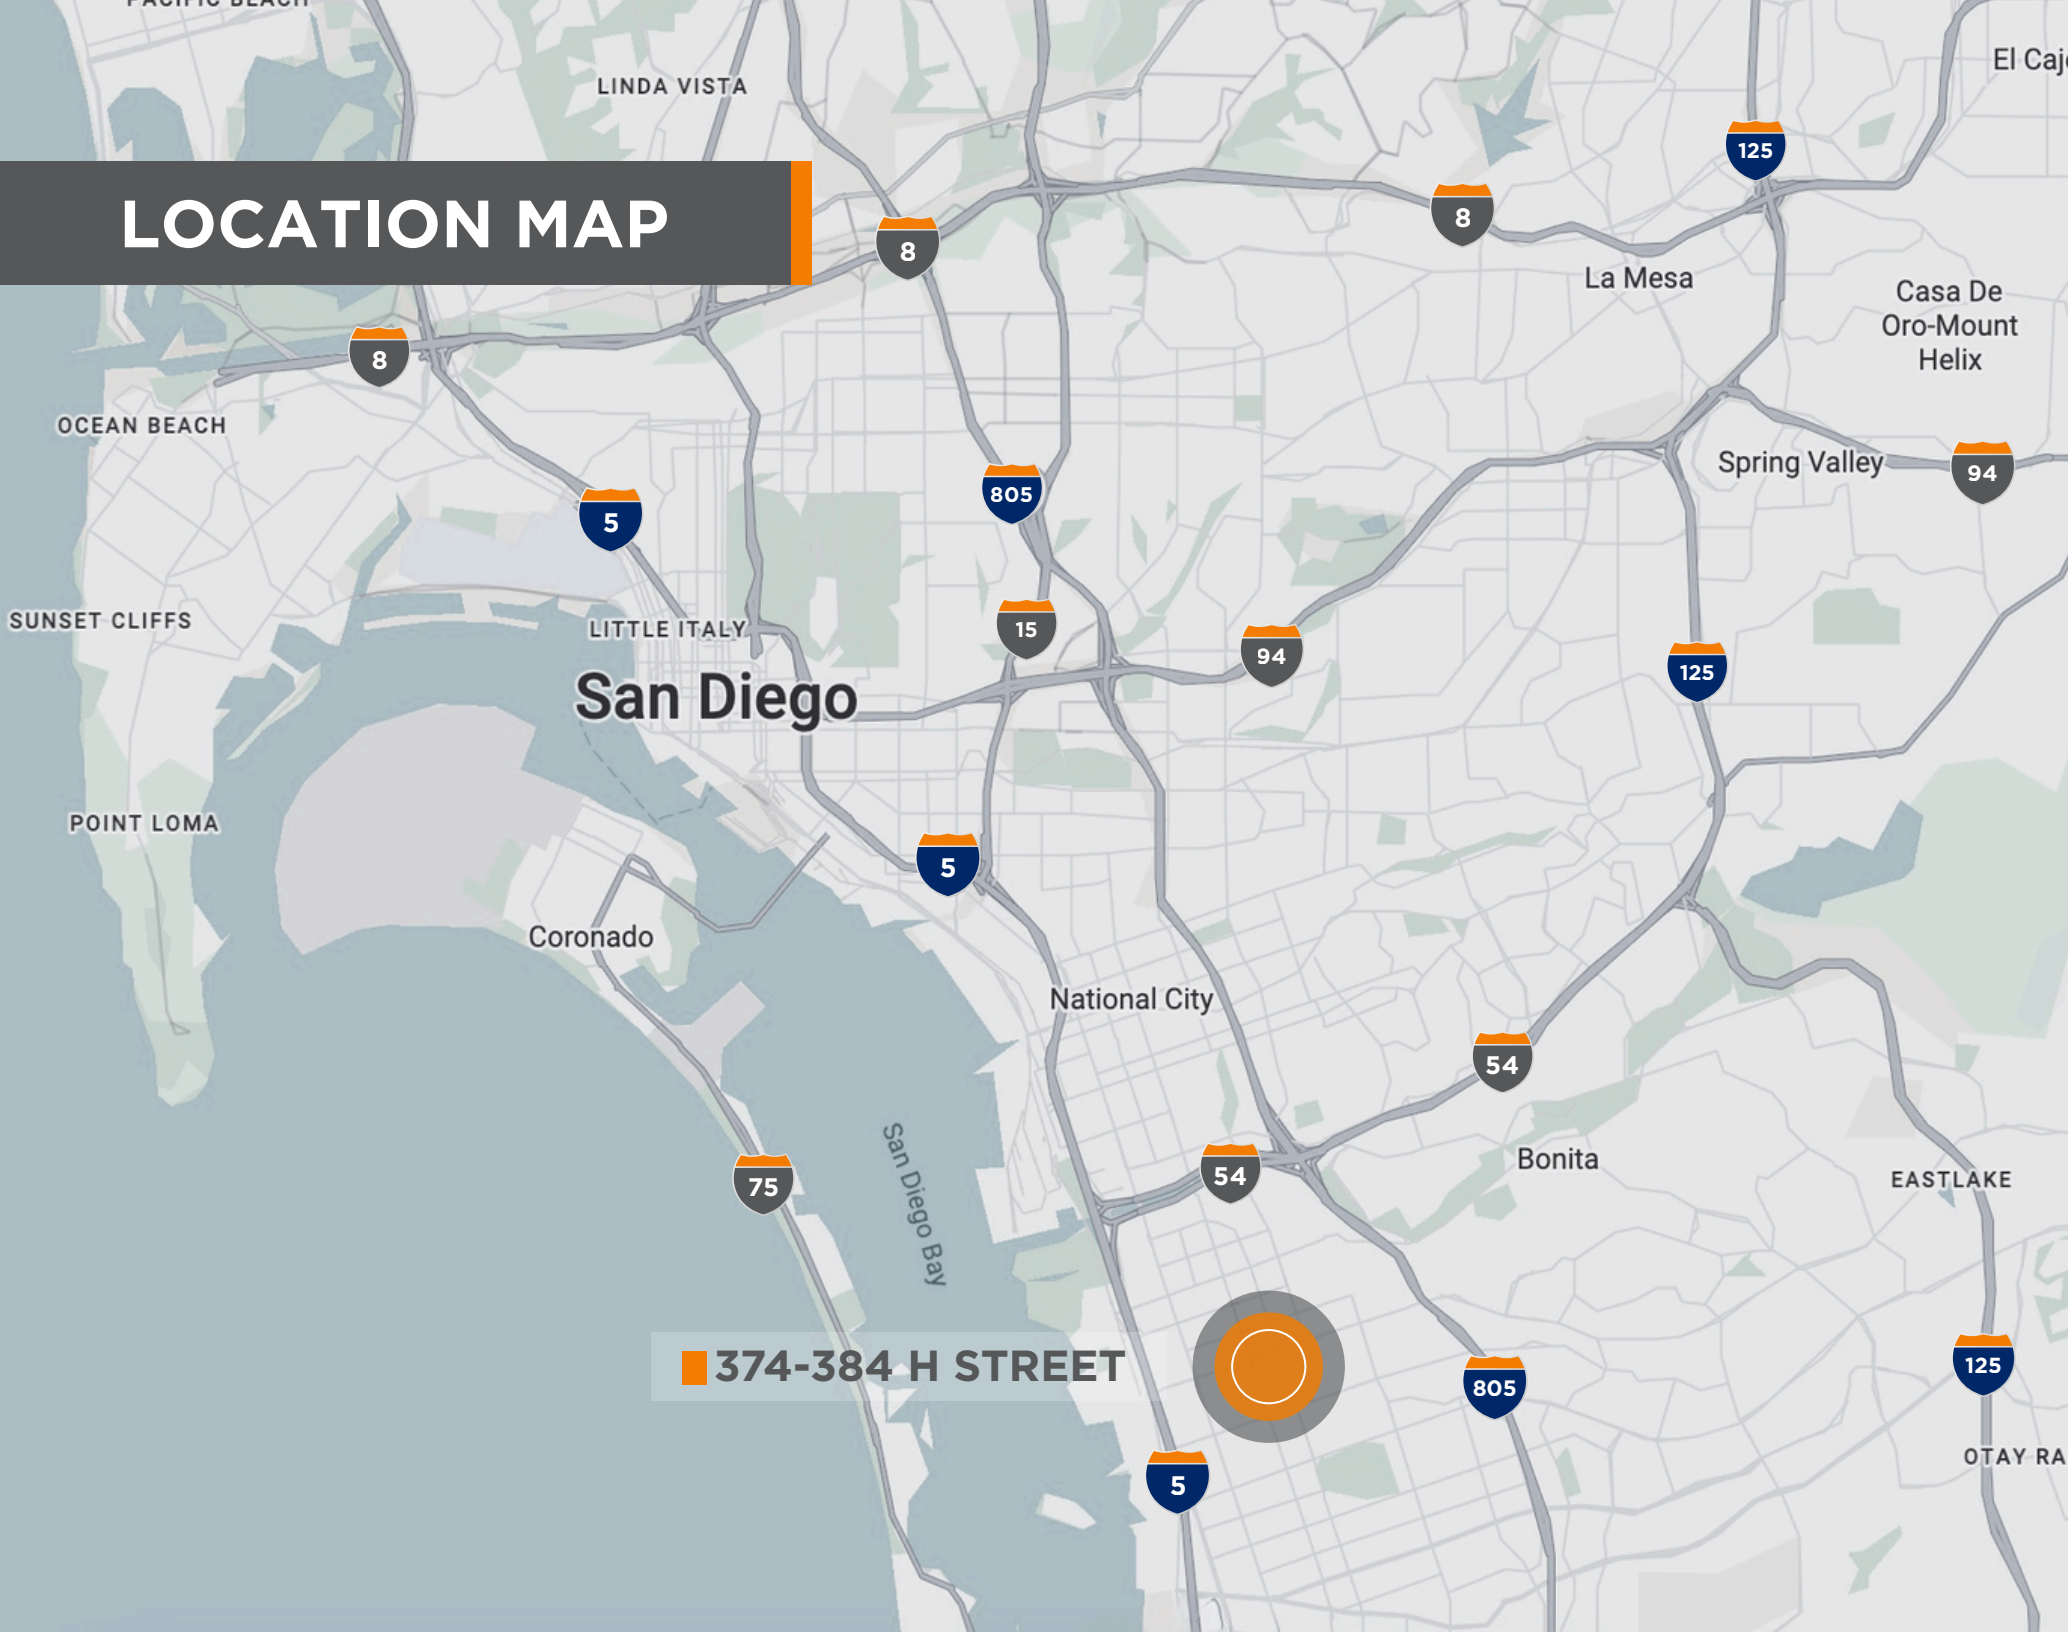 PACIFIC BEACH
El Caj
LINDA VISTA
125
LOCATION MAP
8
8
La Mesa
Casa De
Oro-Mount
Helix
8
OCEAN BEACH
Spring Valley
94
805
5
SUNSET CLIFFS
LITTLE ITALY
15
94
125
San Diego
POINT LOMA
5
Coronado
National City
54
Bonita
54
EASTLAKE
75
San Diego Bay
374-384 H STREET
125
805
OTAY RA
5